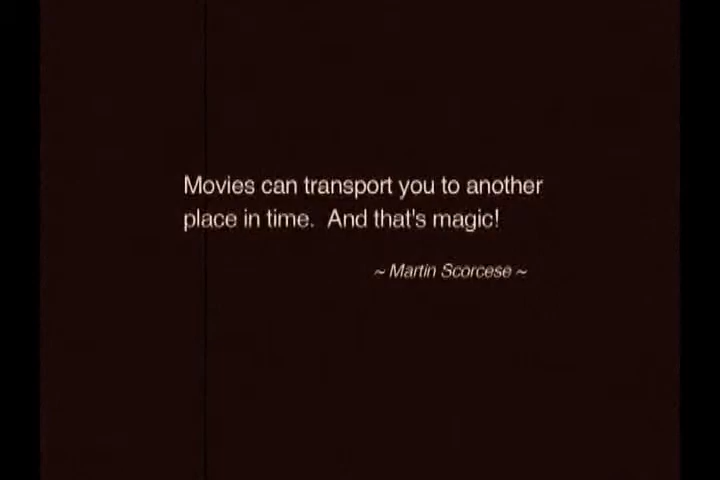 Movies can transport you to another
place in time.  And that's magic!
~ Martin Scorcese ~